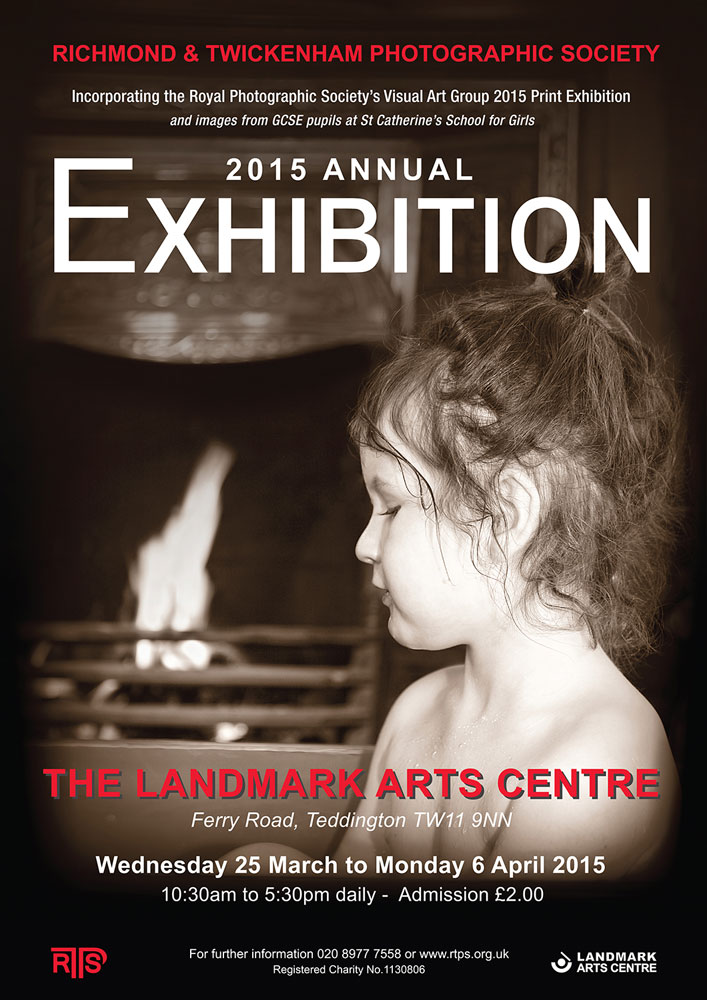 RICHMOND & TWICKENHAM PHOTOGRAPHIC SOCIETY
Incorporating the Royal Photographic Society's Visual Art Group 2015 Print Exhibition
and images from GCSE pupils at St Catherine's School for Girls
2015 ANNUAL
EXHIBITION
THE LANDMARK ARTS CENTRE
Ferry Road, Teddington TW11 9NN
Wednesday 25 March to Monday 6 April 2015
10:30am to 5:30pm daily - Admission £2.00
RTPS
For further information 020 8977 7558 or www.rtps.org.uk
Registered Charity No.1130806
LANDMARK
ARTS CENTRE